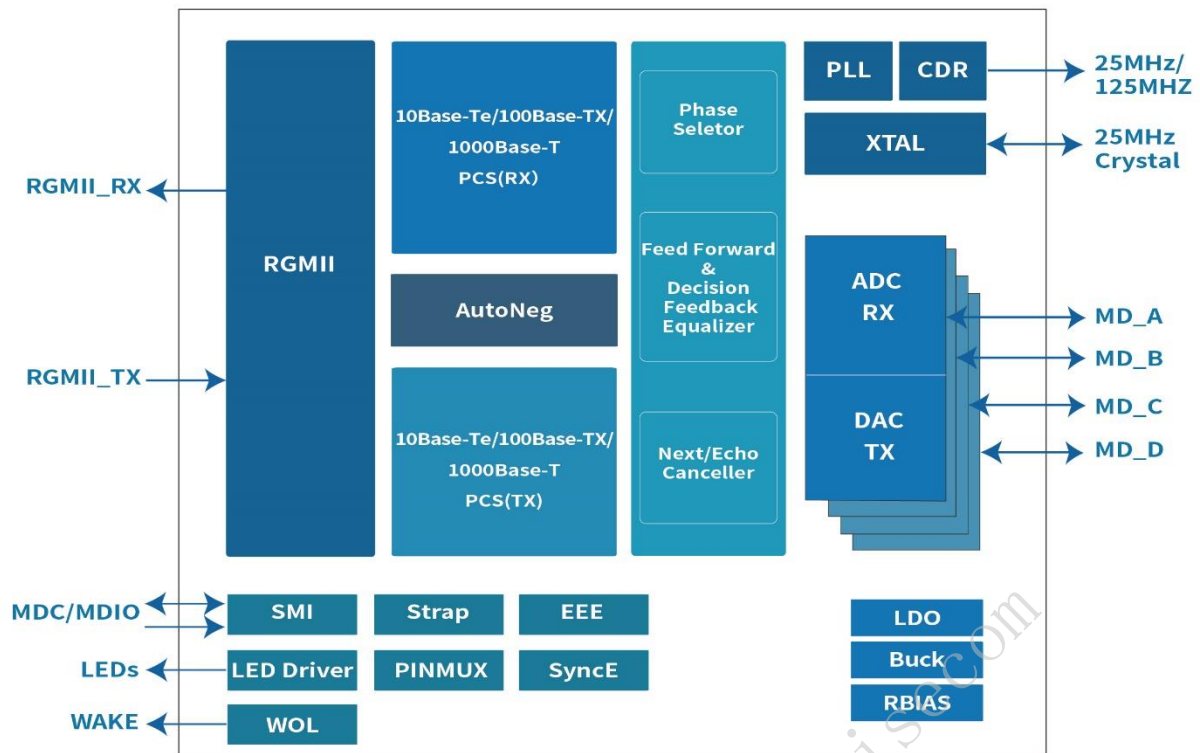 PLL
CDR
25MHz/
125MHZ
XTAL
25MHz
Crystal
10Base-Te/100Base-TX/
1000Base-T
PCS(RX)
Phase
Seletor
RGMII_RX
RGMII
Feed Forward
&
Decision
Feedback
Equalizer
ADC
RX
AutoNeg
MD_A
MD_B
RGMII_TX
DAC
TX
MD_C
MD_D
10Base-Te/100Base-TX/
1000Base-T
PCS(TX)
Next/Echo
Canceller
MDC/MDIO
SMI
Strap
EEE
LDO
LEDs
LED Driver
PINMUX
SyncE
Buck
WAKE
WOL
RBIAS